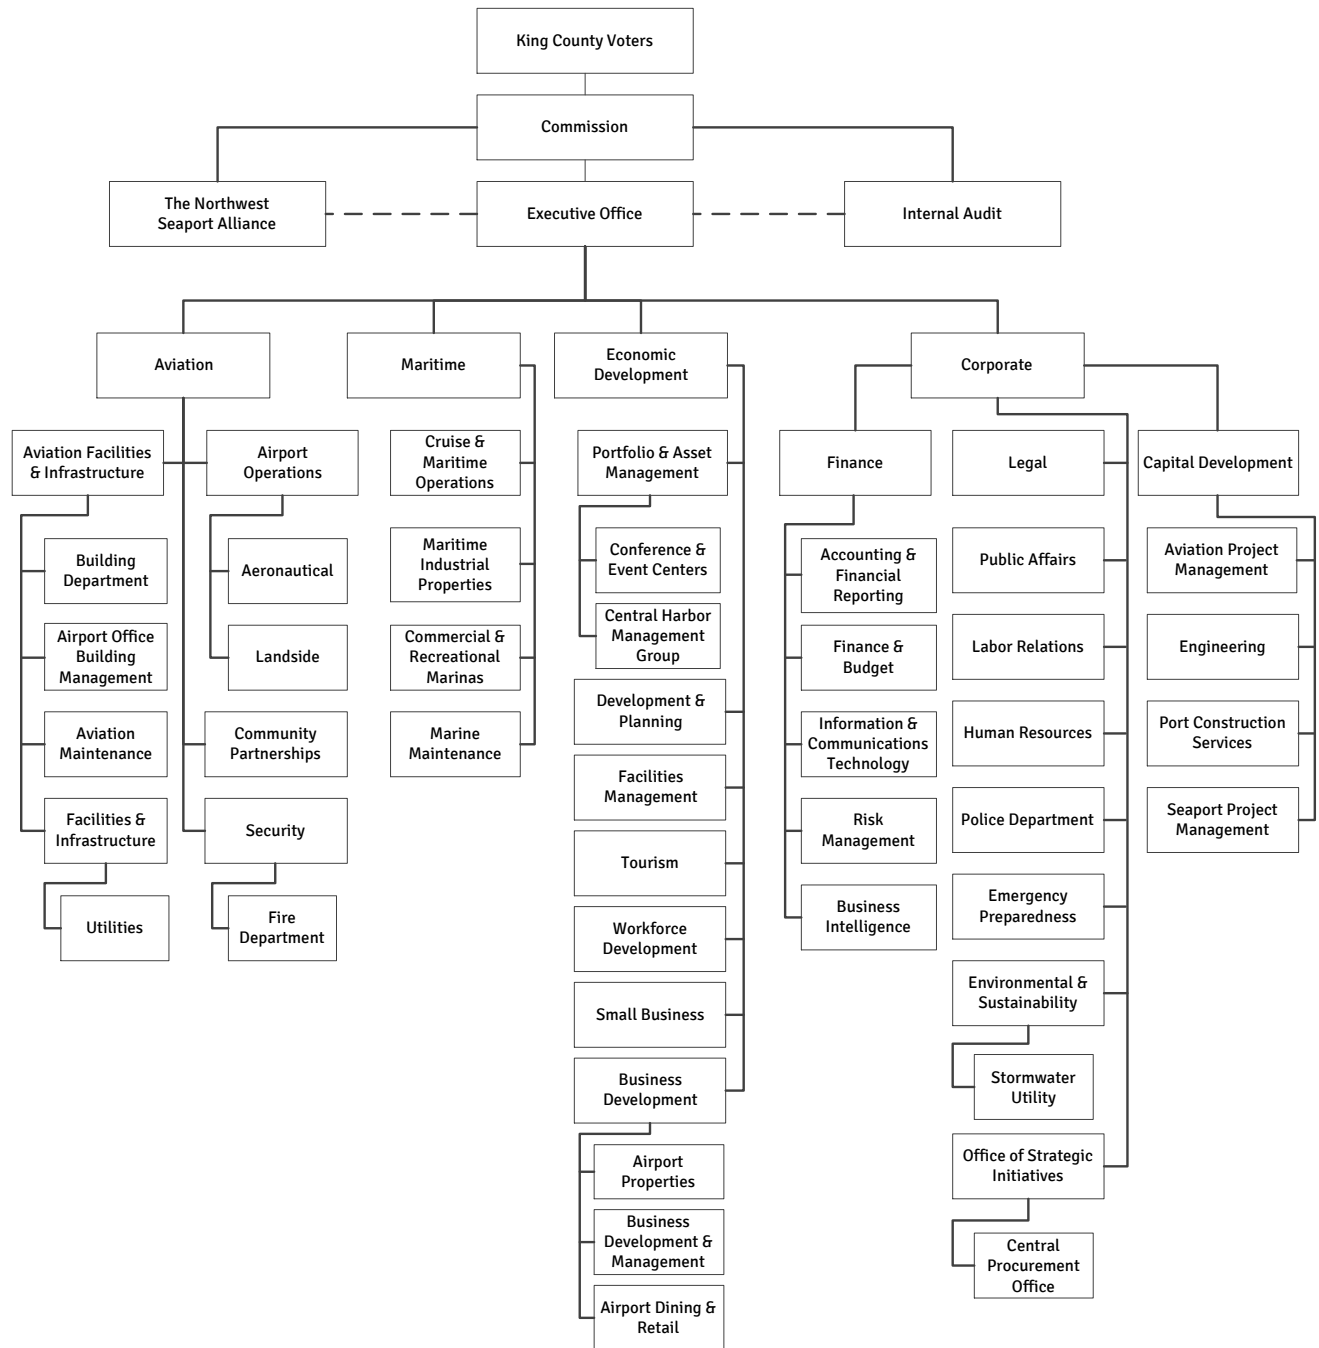 King County Voters
Commission
The Northwest
Seaport Alliance
Executive Office
Internal Audit
Aviation
Maritime
Economic
Development
Corporate
Aviation Facilities
& Infrastructure
Airport
Operations
Building
Department
Airport Office
Building
Management
Aviation
Maintenance
Facilities &
Infrastructure
Utilities
Aeronautical
Landside
Community
Partnerships
Security
Fire
Department
Cruise &
Maritime
Operations
Maritime
Industrial
Properties
Commercial &
Recreational
Marinas
Marine
Maintenance
Portfolio & Asset
Management
Conference &
Event Centers
Central Harbor
Management
Group
Development &
Planning
Facilities
Management
Tourism
Workforce
Development
Small Business
Business
Development
Airport
Properties
Business
Development &
Management
Airport Dining &
Retail
Finance
Accounting &
Financial
Reporting
Finance &
Budget
Information &
Communications
Technology
Risk
Management
Business
Intelligence
Legal
Public Affairs
Labor Relations
Human Resources
Police Department
Emergency
Preparedness
Environmental &
Sustainability
Stormwater
Utility
Office of Strategic
Initiatives
Central
Procurement
Office
Capital Development
Aviation Project
Management
Engineering
Port Construction
Services
Seaport Project
Management